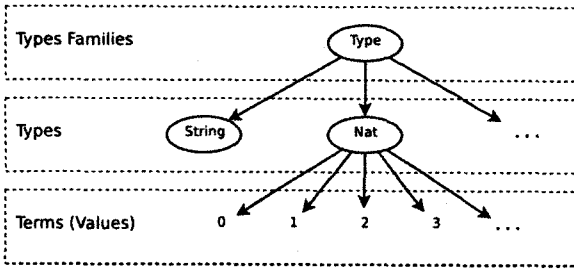 Types Families
Type
Types
String
Nat
...
Terms (Values)
0
1
2
3
...